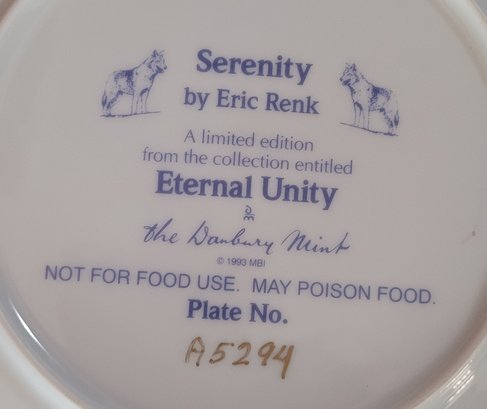 Serenity
by Eric Renk
A limited edition
from the collection entitled
Eternal Unity
the Danbury Mint
© 1993 MBI
NOT FOR FOOD USE. MAY POISON FOOD.
Plate No.
A5294